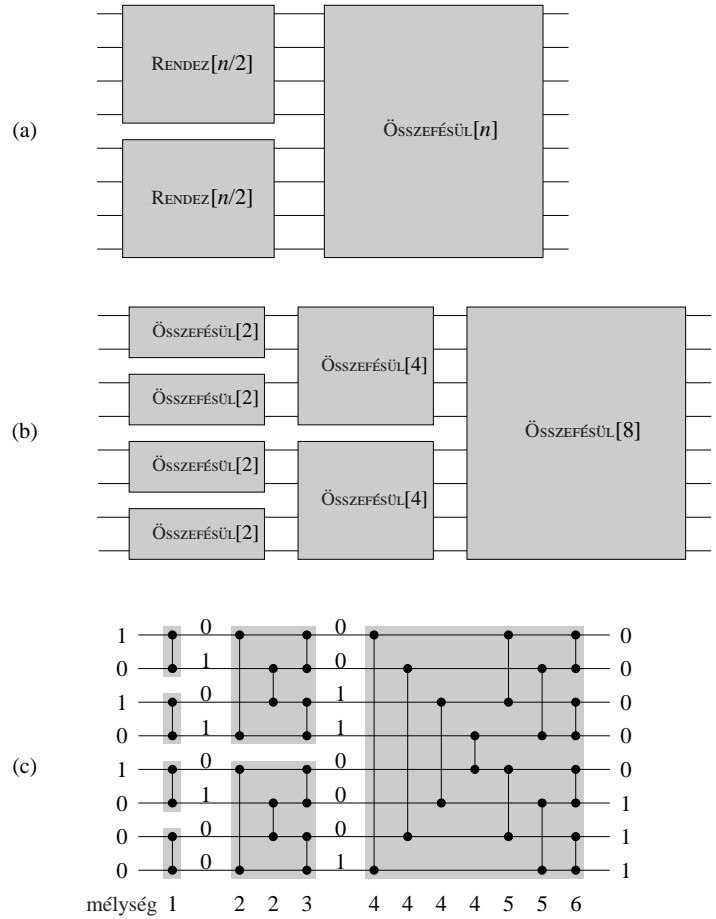 RENDEZ[n/2]
ÖSSZEFÉSÜL[n]
(a)
RENDEZ[n/2]
ÖSSZEFÉSÜL[2]
ÖSSZEFÉSÜL[4]
ÖSSZEFÉSÜL[2]
(b)
ÖSSZEFÉSÜL[8]
ÖSSZEFÉSÜL[2]
ÖSSZEFÉSÜL[4]
ÖSSZEFÉSÜL[2]
1 0 0 0
0 1 0 0
1 0 1 0
0 1 1 0
(c)
1 0 0 0
0 1 0 1
0 0 0 1
0 0 1 1
mélység 1 2 2 3 4 4 4 4 5 5 6